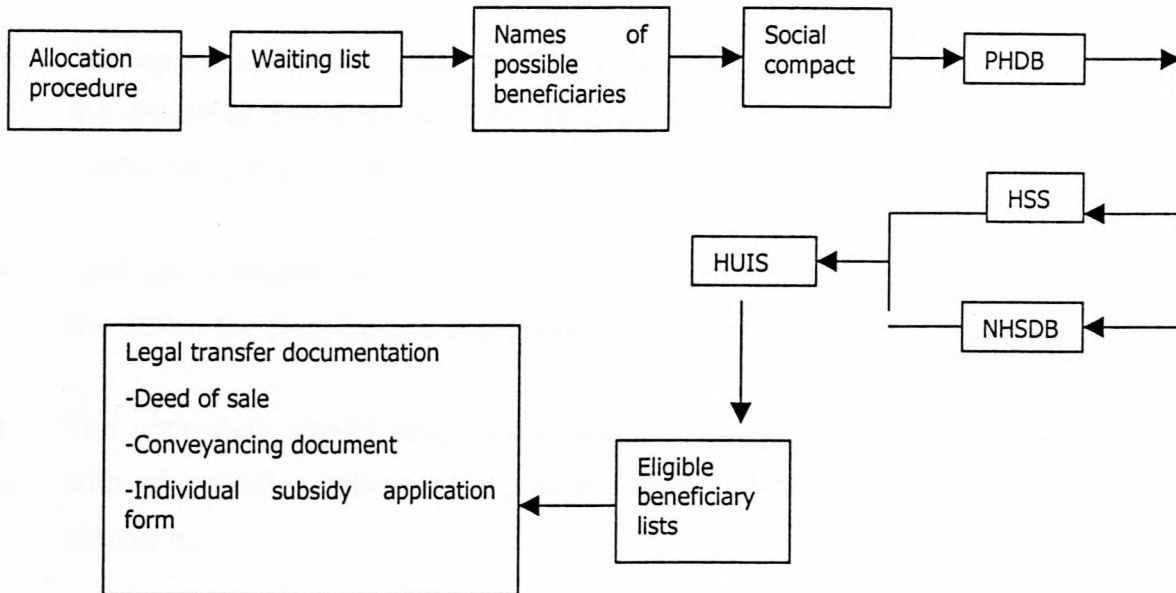 Allocation
procedure
Waiting list
Names of
possible
beneficiaries
Social
compact
PHDB
HSS
NHSDB
HUIS
Eligible
beneficiary
lists
Legal transfer documentation
-Deed of sale
-Conveyancing document
-Individual subsidy application
form